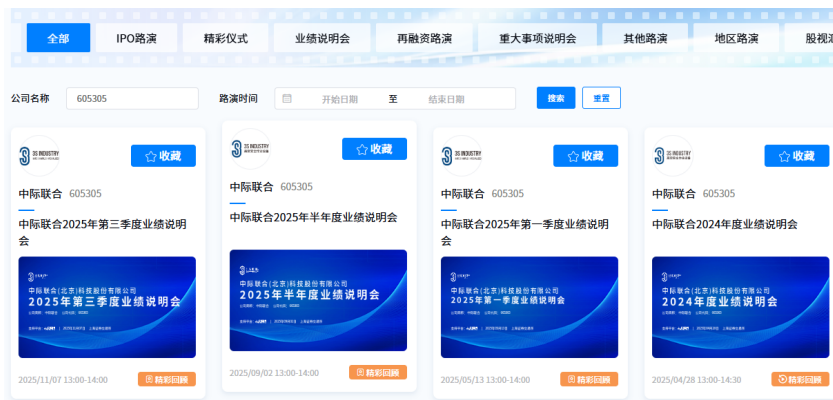 全部
IPO路演
精彩仪式
业绩说明会
再融资路演
重大事项说明会
其他路演
地区路演
公司名称
605305
路演时间
开始日期
至
结束日期
搜索
重置
3S INDUSTRY
收藏
中际联合 605305
中际联合2025年第三季度业绩说明
会
中际联合(北京)科技股份有限公司
2025年第三季度业绩说明会
2025/11/07 13:00-14:00
精彩回顾
3S INDUSTRY
收藏
中际联合 605305
中际联合2025年半年度业绩说明会
中际联合(北京)科技股份有限公司
2025年半年度业绩说明会
2025/09/02 13:00-14:00
精彩回顾
3S INDUSTRY
收藏
中际联合 605305
中际联合2025年第一季度业绩说明
会
中际联合(北京)科技股份有限公司
2025年第一季度业绩说明会
2025/05/13 13:00-14:00
精彩回顾
3S INDUSTRY
收藏
中际联合 605305
中际联合2024年度业绩说明会
中际联合(北京)科技股份有限公司
2024年度业绩说明会
2025/04/28 13:00-14:30
精彩回顾